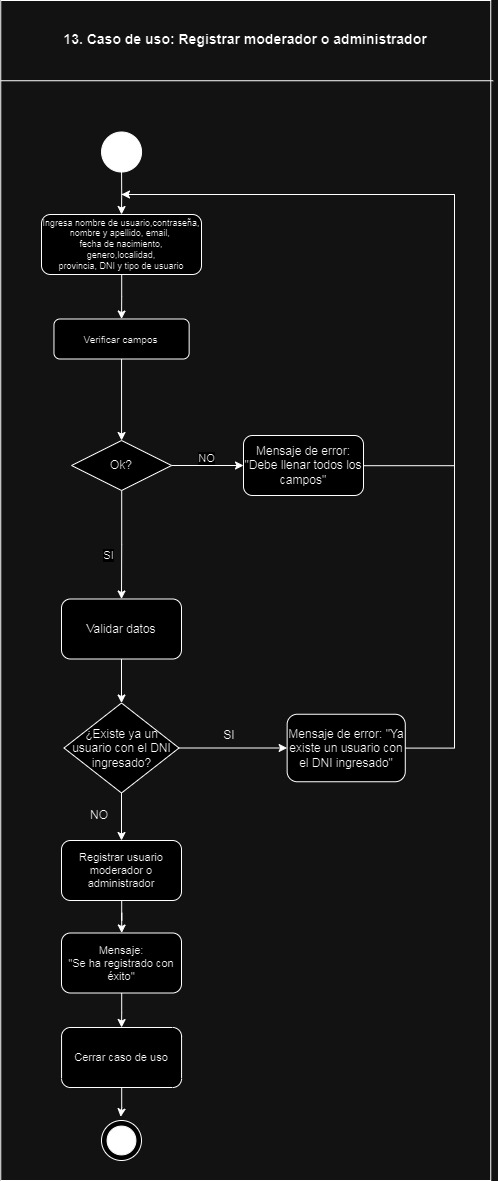 13. Caso de uso: Registrar moderador o administrador
Ingresa nombre de usuario,contraseña,
nombre y apellido, email,
fecha de nacimiento,
genero,localidad,
provincia, DNI y tipo de usuario
Verificar campos
Ok?
NO
Mensaje de error:
"Debe llenar todos los
campos"
SI
Validar datos
¿Existe ya un
usuario con el DNI
ingresado?
SI
Mensaje de error: "Ya
existe un usuario con
el DNI ingresado"
NO
Registrar usuario
moderador o
administrador
Mensaje:
"Se ha registrado con
éxito"
Cerrar caso de uso